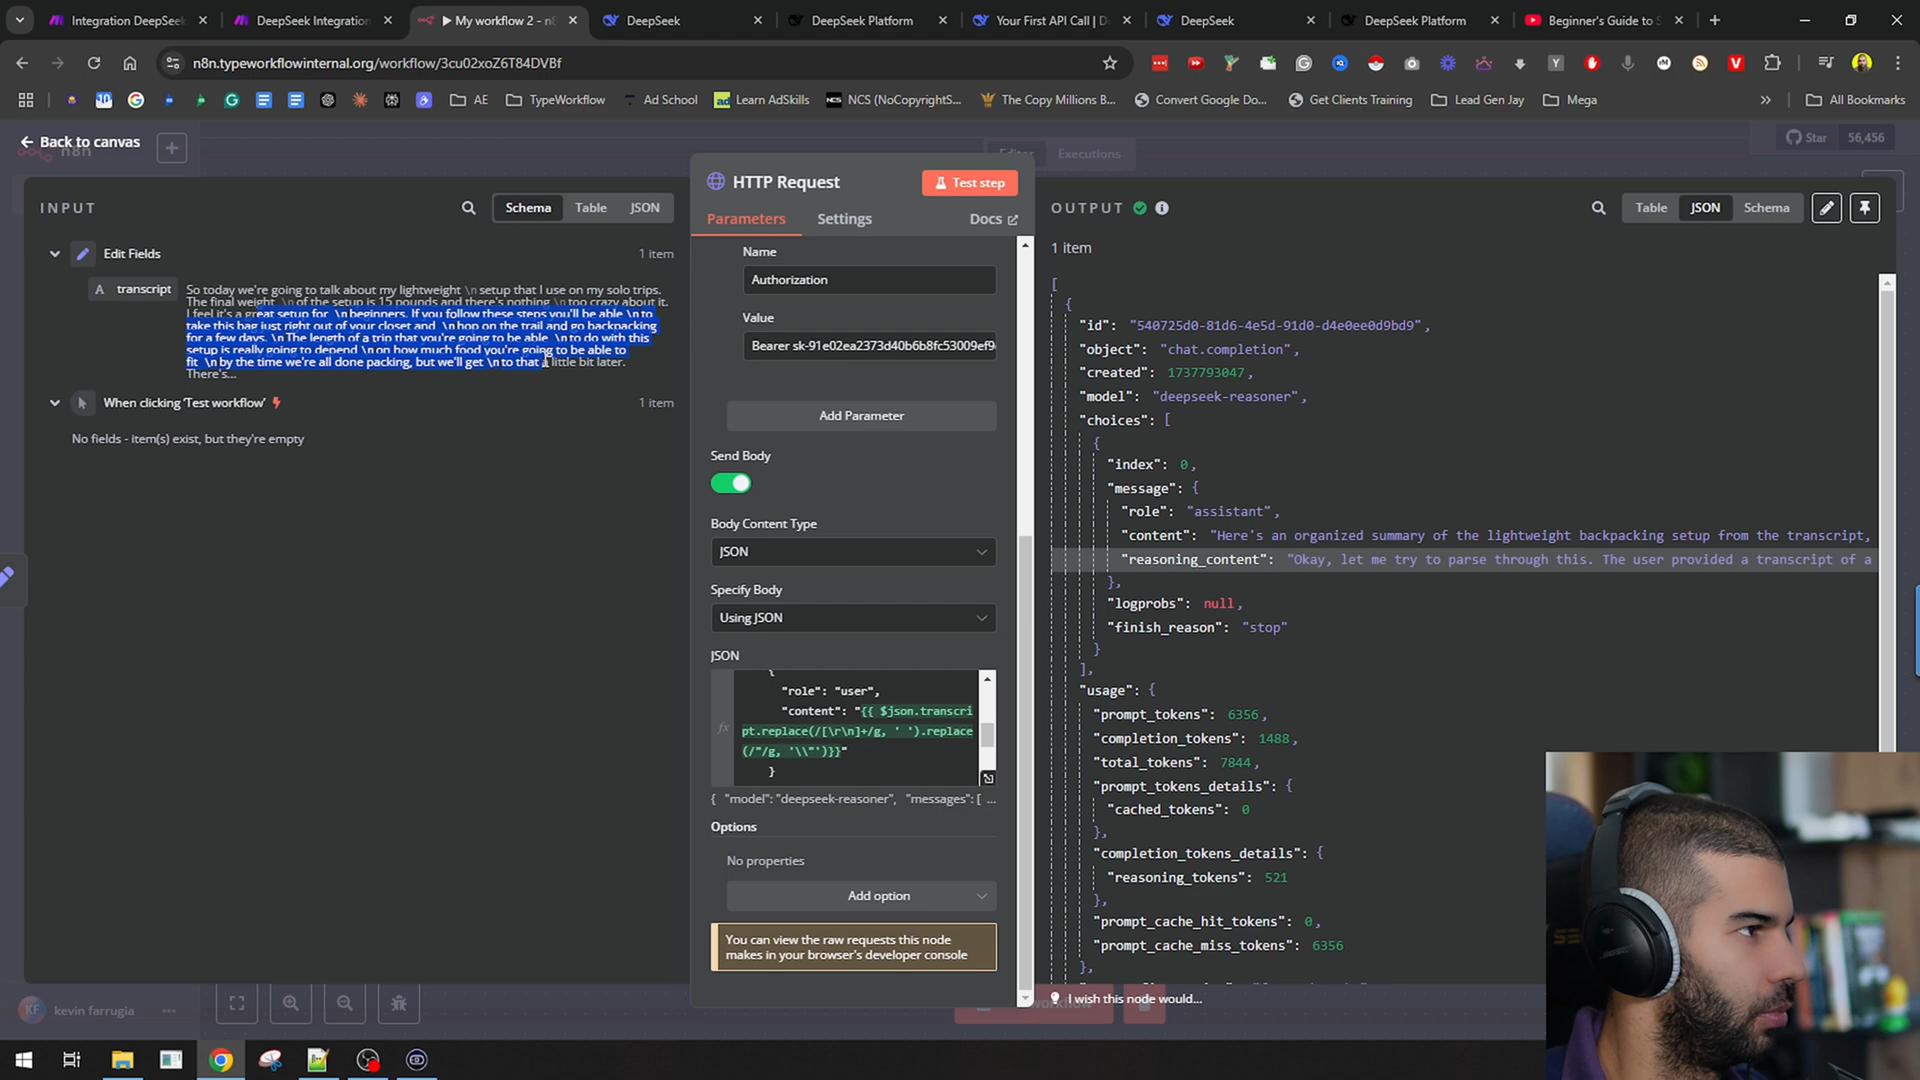 Integration DeepSeek
DeepSeek Integration
▶ My workflow 2 - n8
DeepSeek
DeepSeek Platform
Your First API Call | D
DeepSeek
DeepSeek Platform
Beginner's Guide to S
n8n.typeworkflowinternal.org/workflow/3cu02xoZ6T84DVBf
AE
TypeWorkflow
Ad School
Learn AdSkills
NCS (NoCopyrightS...
The Copy Millions B...
Convert Google Do...
Get Clients Training
Lead Gen Jay
Mega
All Bookmarks
Back to canvas
n8n
Editor
Executions
Star
56,456
INPUT
Schema
Table
JSON
Edit Fields
1 item
A transcript
So today we're going to talk about my lightweight \n setup that I use on my solo trips.
The final weight \n of the setup is 15 pounds and there's nothing \n too crazy about it.
I feel it's a great setup for \n beginners. If you follow these steps you'll be able \n to
take this bag just right out of your closet and \n hop on the trail and go backpacking
for a few days. \n The length of a trip that you're going to be able \n to do with this
setup is really going to depend \n on how much food you're going to be able to
fit \n by the time we're all done packing, but we'll get \n to that a little bit later.
There's...
When clicking 'Test workflow'
1 item
No fields - item(s) exist, but they're empty
HTTP Request
Test step
Parameters
Settings
Docs
Name
Authorization
Value
Bearer sk-91e02ea2373d40b6b8fc53009ef9
Add Parameter
Send Body
Body Content Type
JSON
Specify Body
Using JSON
JSON
{
"role": "user",
"content": "{{ $json.transcri
pt.replace(/[\r\n]+/g, ' ').replace
(/"/g, '\\"')}}"
}
fx
{ "model": "deepseek-reasoner", "messages": [ ...
Options
No properties
Add option
You can view the raw requests this node
makes in your browser's developer console
OUTPUT
Table
JSON
Schema
1 item
[
{
"id": "540725d0-81d6-4e5d-91d0-d4e0ee0d9bd9",
"object": "chat.completion",
"created": 1737793047,
"model": "deepseek-reasoner",
"choices": [
{
"index": 0,
"message": {
"role": "assistant",
"content": "Here's an organized summary of the lightweight backpacking setup from the transcript,
"reasoning_content": "Okay, let me try to parse through this. The user provided a transcript of a
},
"logprobs": null,
"finish_reason": "stop"
}
],
"usage": {
"prompt_tokens": 6356,
"completion_tokens": 1488,
"total_tokens": 7844,
"prompt_tokens_details": {
"cached_tokens": 0
},
"completion_tokens_details": {
"reasoning_tokens": 521
},
"prompt_cache_hit_tokens": 0,
"prompt_cache_miss_tokens": 6356
},
I wish this node would...
KF
kevin farrugia